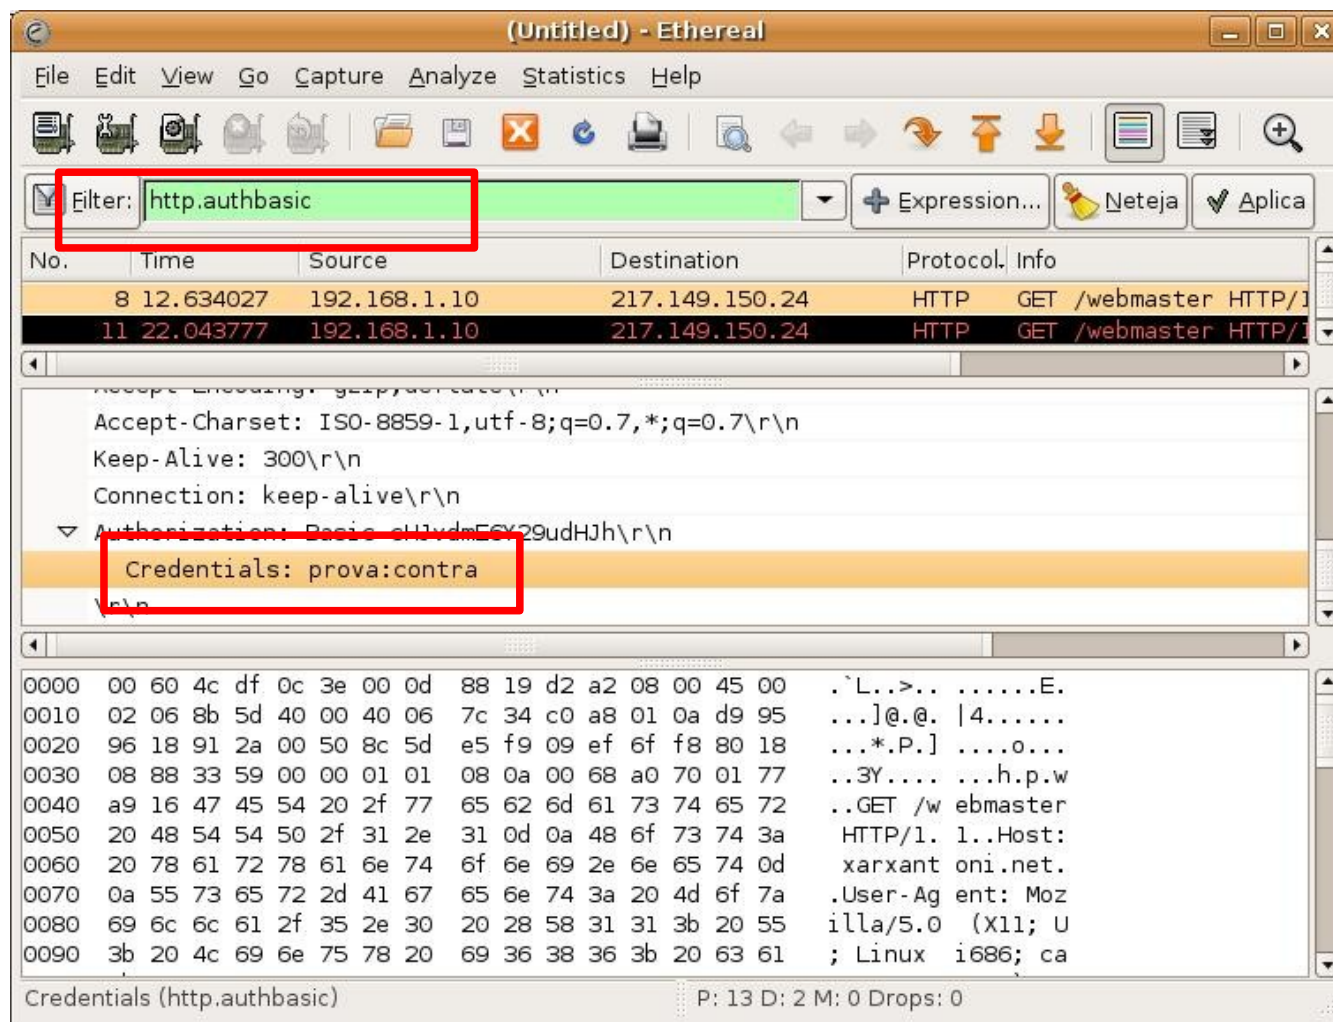 (Untitled) - Ethereal
File Edit View Go Capture Analyze Statistics Help
Filter: http.authbasic Expression... Neteja Aplica
No. Time Source Destination Protocol Info
8 12.634027 192.168.1.10 217.149.150.24 HTTP GET /webmaster HTTP/1
11 22.043777 192.168.1.10 217.149.150.24 HTTP GET /webmaster HTTP/1
Accept-Encoding: gzip,deflate\r\n
Accept-Charset: ISO-8859-1,utf-8;q=0.7,*;q=0.7\r\n
Keep-Alive: 300\r\n
Connection: keep-alive\r\n
Authorization: Basic cHJvdmE6Y29udHJh\r\n
Credentials: prova:contra
\r\n
0000 00 60 4c df 0c 3e 00 0d 88 19 d2 a2 08 00 45 00 .`L..>.. ......E.
0010 02 06 8b 5d 40 00 40 06 7c 34 c0 a8 01 0a d9 95 ...]@.@. |4......
0020 96 18 91 2a 00 50 8c 5d e5 f9 09 ef 6f f8 80 18 ...*.P.] ....o...
0030 08 88 33 59 00 00 01 01 08 0a 00 68 a0 70 01 77 ..3Y.... ...h.p.w
0040 a9 16 47 45 54 20 2f 77 65 62 6d 61 73 74 65 72 ..GET /w ebmaster
0050 20 48 54 54 50 2f 31 2e 31 0d 0a 48 6f 73 74 3a HTTP/1. 1..Host:
0060 20 78 61 72 78 61 6e 74 6f 6e 69 2e 6e 65 74 0d xarxant oni.net.
0070 0a 55 73 65 72 2d 41 67 65 6e 74 3a 20 4d 6f 7a .User-Ag ent: Moz
0080 69 6c 6c 61 2f 35 2e 30 20 28 58 31 31 3b 20 55 illa/5.0 (X11; U
0090 3b 20 4c 69 6e 75 78 20 69 36 38 36 3b 20 63 61 ; Linux i686; ca
Credentials (http.authbasic) P: 13 D: 2 M: 0 Drops: 0